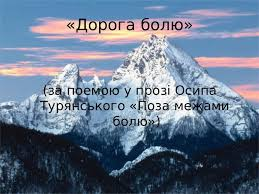 «Дорога болю»
(за поемою у прозі Осипа
Турянського «Поза межами
болю»)